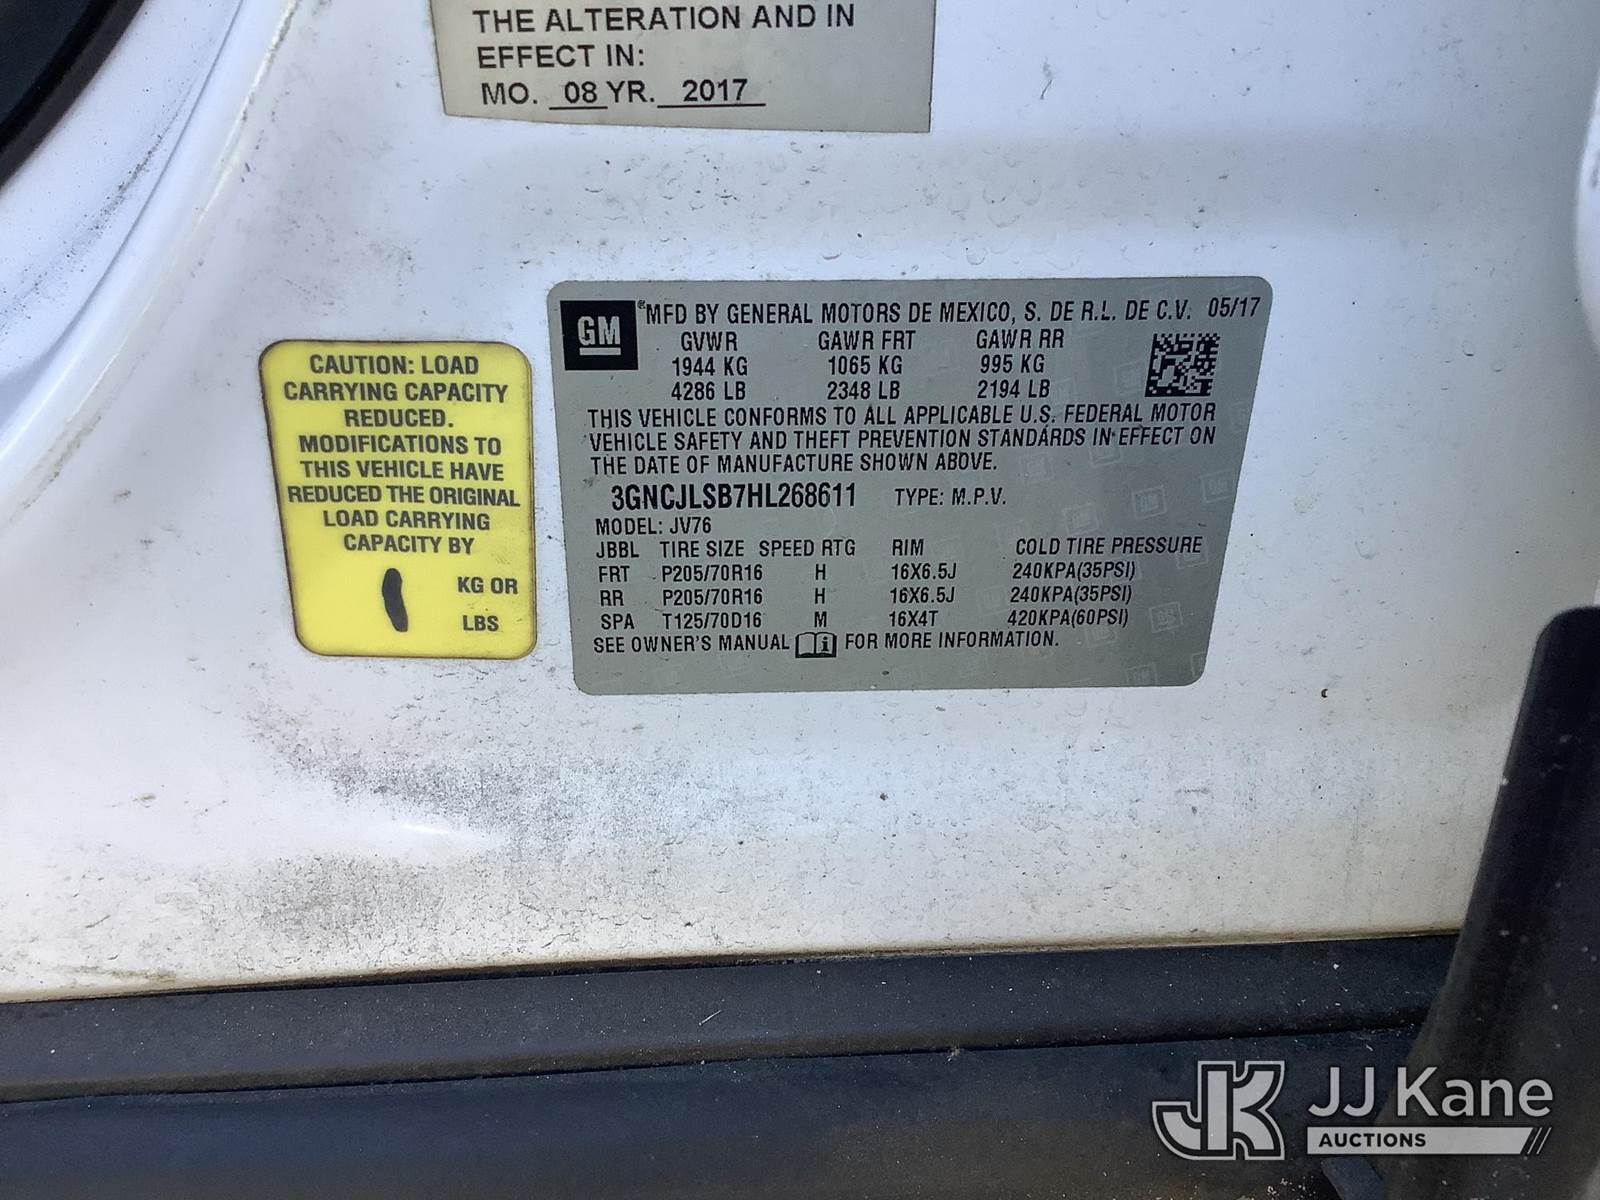 THE ALTERATION AND IN
EFFECT IN:
MO. 08 YR. 2017
CAUTION: LOAD
CARRYING CAPACITY
REDUCED.
MODIFICATIONS TO
THIS VEHICLE HAVE
REDUCED THE ORIGINAL
LOAD CARRYING
CAPACITY BY
KG OR
LBS
GM ® MFD BY GENERAL MOTORS DE MEXICO, S. DE R.L. DE C.V. 05/17
GVWR GAWR FRT GAWR RR
1944 KG 1065 KG 995 KG
4286 LB 2348 LB 2194 LB
THIS VEHICLE CONFORMS TO ALL APPLICABLE U.S. FEDERAL MOTOR
VEHICLE SAFETY AND THEFT PREVENTION STANDARDS IN EFFECT ON
THE DATE OF MANUFACTURE SHOWN ABOVE.
3GNCJLSB7HL268611 TYPE: M.P.V.
MODEL: JV76
JBBL TIRE SIZE SPEED RTG RIM COLD TIRE PRESSURE
FRT P205/70R16 H 16X6.5J 240KPA(35PSI)
RR P205/70R16 H 16X6.5J 240KPA(35PSI)
SPA T125/70D16 M 16X4T 420KPA(60PSI)
SEE OWNER'S MANUAL i FOR MORE INFORMATION.
JK JJ Kane
AUCTIONS